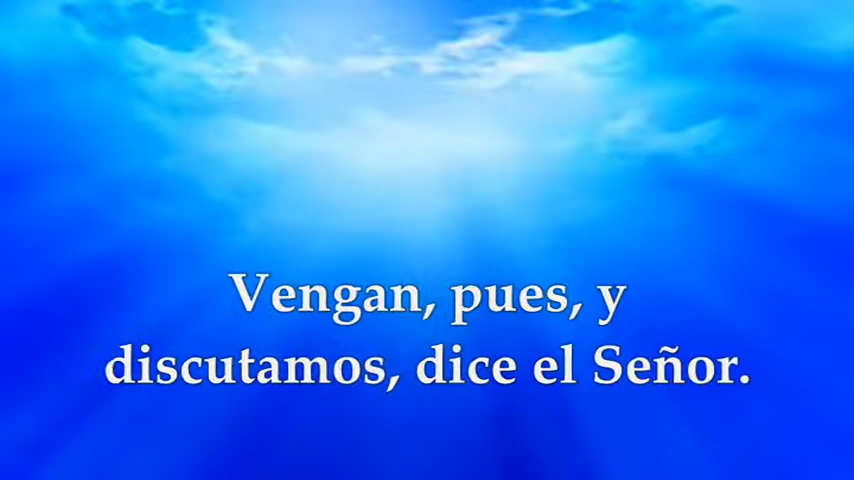 Vengan, pues, y
discutamos, dice el Señor.